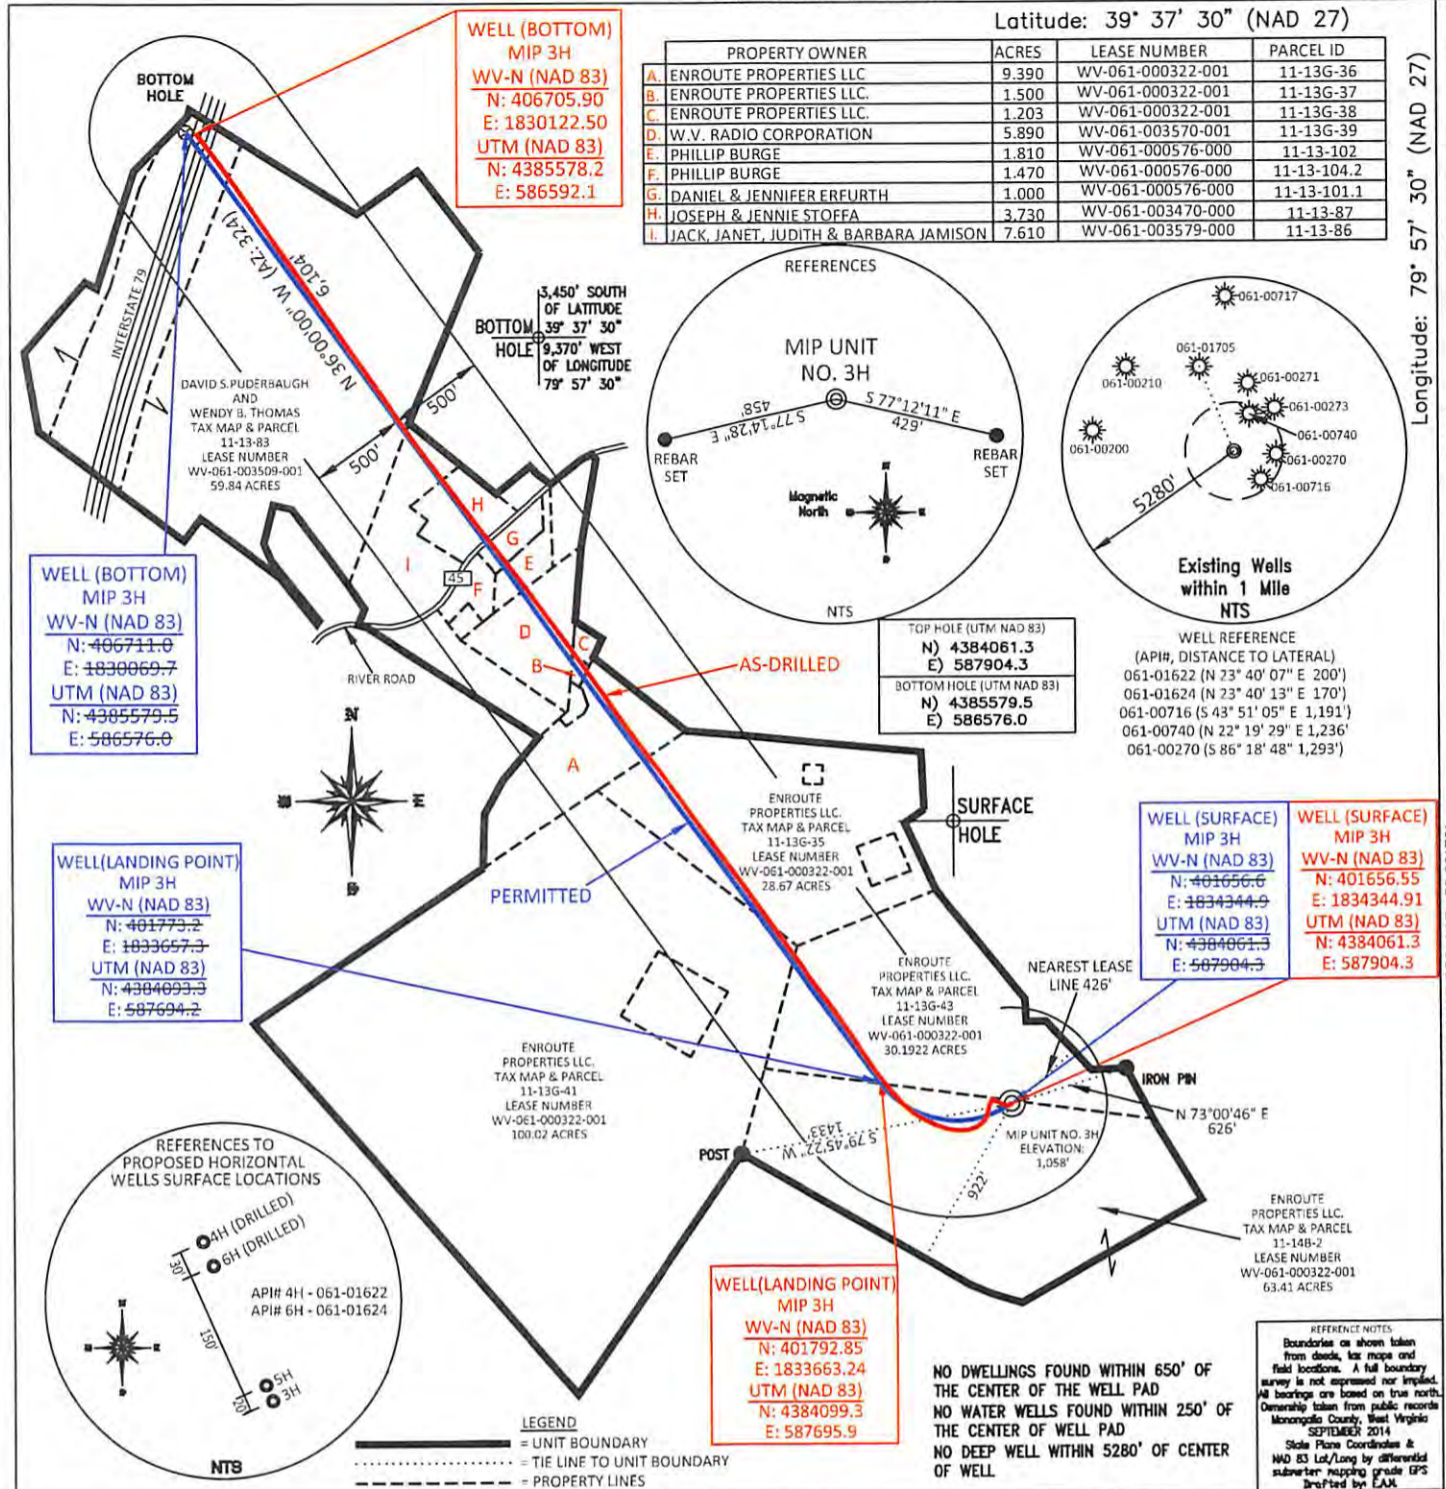 Latitude: 39° 37' 30" (NAD 27)
Longitude: 79° 57' 30" (NAD 27)
PROPERTY OWNER ACRES LEASE NUMBER PARCEL ID
A. ENROUTE PROPERTIES LLC 9.390 WV-061-000322-001 11-13G-36
B. ENROUTE PROPERTIES LLC. 1.500 WV-061-000322-001 11-13G-37
C. ENROUTE PROPERTIES LLC. 1.203 WV-061-000322-001 11-13G-38
D. W.V. RADIO CORPORATION 5.890 WV-061-003570-001 11-13G-39
E. PHILLIP BURGE 1.810 WV-061-000576-000 11-13-102
F. PHILLIP BURGE 1.470 WV-061-000576-000 11-13-104.2
G. DANIEL & JENNIFER ERFURTH 1.000 WV-061-000576-000 11-13-101.1
H. JOSEPH & JENNIE STOFFA 3.730 WV-061-003470-000 11-13-87
I. JACK, JANET, JUDITH & BARBARA JAMISON 7.610 WV-061-003579-000 11-13-86
WELL (BOTTOM)
MIP 3H
WV-N (NAD 83)
N: 406705.90
E: 1830122.50
UTM (NAD 83)
N: 4385578.2
E: 586592.1
BOTTOM
HOLE
INTERSTATE 79
N 36°00'00" W (AZ: 324)
6,104'
500'
500'
BOTTOM
HOLE
3,450' SOUTH
OF LATITUDE
39° 37' 30"
9,370' WEST
OF LONGITUDE
79° 57' 30"
DAVID S.PUDERBAUGH
AND
WENDY B. THOMAS
TAX MAP & PARCEL
11-13-83
LEASE NUMBER
WV-061-003509-001
59.84 ACRES
REFERENCES
MIP UNIT
NO. 3H
S 77°14'28" E
458'
S 77°12'11" E
429'
REBAR
SET
REBAR
SET
Magnetic
North
NTS
061-00717
061-01705
061-00210
061-00271
061-00273
061-00740
061-00200
061-00270
061-00716
5280'
Existing Wells
within 1 Mile
NTS
WELL REFERENCE
(API#, DISTANCE TO LATERAL)
061-01622 (N 23° 40' 07" E 200')
061-01624 (N 23° 40' 13" E 170')
061-00716 (S 43° 51' 05" E 1,191')
061-00740 (N 22° 19' 29" E 1,236'
061-00270 (S 86° 18' 48" 1,293')
WELL (BOTTOM)
MIP 3H
WV-N (NAD 83)
N: 406711.0
E: 1830069.7
UTM (NAD 83)
N: 4385579.5
E: 586576.0
H
G
I
E
F
45
D
C
B
A
RIVER ROAD
AS-DRILLED
TOP HOLE (UTM NAD 83)
N) 4384061.3
E) 587904.3
BOTTOM HOLE (UTM NAD 83)
N) 4385579.5
E) 586576.0
N
E
S
PERMITTED
ENROUTE
PROPERTIES LLC.
TAX MAP & PARCEL
11-13G-35
LEASE NUMBER
WV-061-000322-001
28.67 ACRES
SURFACE
HOLE
WELL(LANDING POINT)
MIP 3H
WV-N (NAD 83)
N: 401773.2
E: 1833657.3
UTM (NAD 83)
N: 4384093.3
E: 587694.2
WELL (SURFACE)
MIP 3H
WV-N (NAD 83)
N: 401656.6
E: 1834344.9
UTM (NAD 83)
N: 4384061.3
E: 587904.3
WELL (SURFACE)
MIP 3H
WV-N (NAD 83)
N: 401656.55
E: 1834344.91
UTM (NAD 83)
N: 4384061.3
E: 587904.3
ENROUTE
PROPERTIES LLC.
TAX MAP & PARCEL
11-13G-43
LEASE NUMBER
WV-061-000322-001
30.1922 ACRES
NEAREST LEASE
LINE 426'
ENROUTE
PROPERTIES LLC.
TAX MAP & PARCEL
11-13G-41
LEASE NUMBER
WV-061-000322-001
100.02 ACRES
IRON PIN
N 73°00'46" E
626'
POST
S 79°45'22" W
1433'
MIP UNIT NO. 3H
ELEVATION:
1,058'
922'
ENROUTE
PROPERTIES LLC.
TAX MAP & PARCEL
11-14B-2
LEASE NUMBER
WV-061-000322-001
63.41 ACRES
REFERENCES TO
PROPOSED HORIZONTAL
WELLS SURFACE LOCATIONS
4H (DRILLED)
6H (DRILLED)
30'
API# 4H - 061-01622
API# 6H - 061-01624
150'
5H
3H
20'
NTS
WELL(LANDING POINT)
MIP 3H
WV-N (NAD 83)
N: 401792.85
E: 1833663.24
UTM (NAD 83)
N: 4384099.3
E: 587695.9
LEGEND
= UNIT BOUNDARY
= TIE LINE TO UNIT BOUNDARY
= PROPERTY LINES
NO DWELLINGS FOUND WITHIN 650' OF
THE CENTER OF THE WELL PAD
NO WATER WELLS FOUND WITHIN 250' OF
THE CENTER OF WELL PAD
NO DEEP WELL WITHIN 5280' OF CENTER
OF WELL
REFERENCE NOTES
Boundaries as shown taken
from deeds, tax maps and
field locations. A full boundary
survey is not expressed nor implied.
All bearings are based on true north.
Ownership taken from public records
Monongalia County, West Virginia
SEPTEMBER 2014
State Plane Coordinates &
NAD 83 Lat/Long by differential
submeter mapping grade GPS
Drafted by: E.A.M.